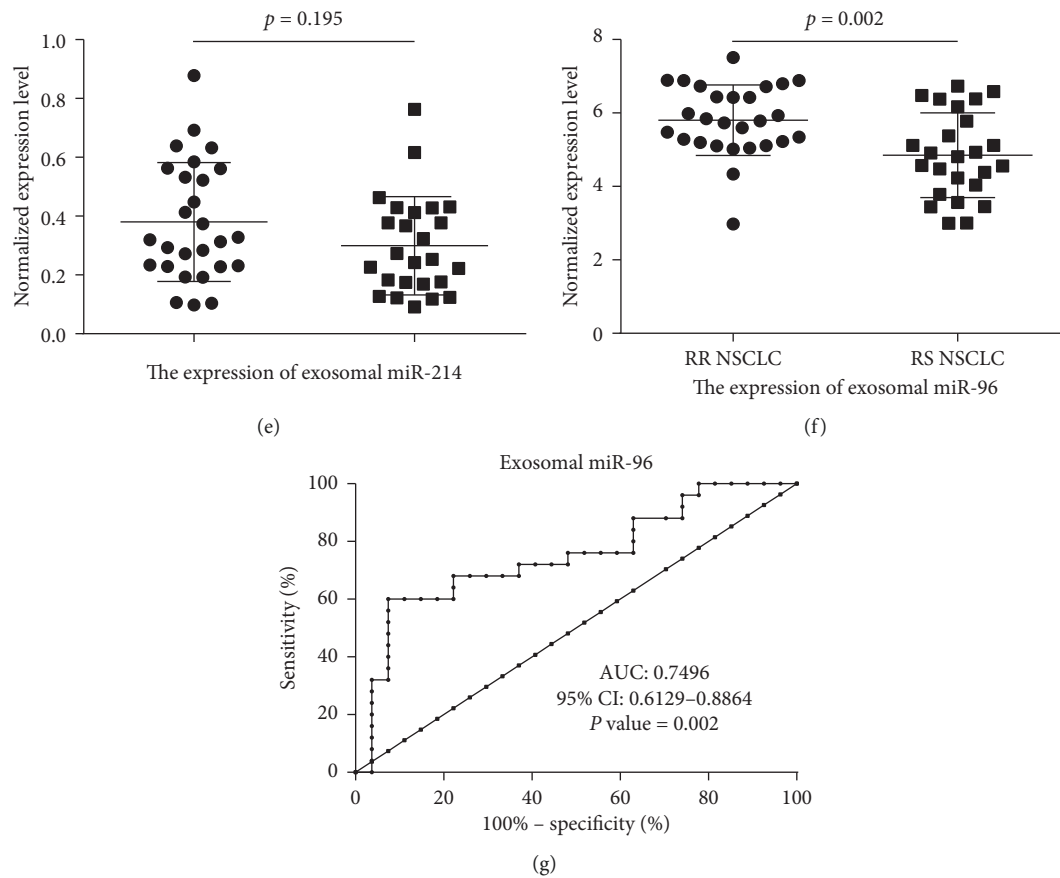 p = 0.195
1.0
0.8
0.6
0.4
0.2
0.0
Normalized expression level
The expression of exosomal miR-214
(e)
p = 0.002
8
6
4
2
0
Normalized expression level
RR NSCLC RS NSCLC
The expression of exosomal miR-96
(f)
Exosomal miR-96
100
80
60
40
20
0
Sensitivity (%)
AUC: 0.7496
95% CI: 0.6129–0.8864
P value = 0.002
0 20 40 60 80 100
100% – specificity (%)
(g)